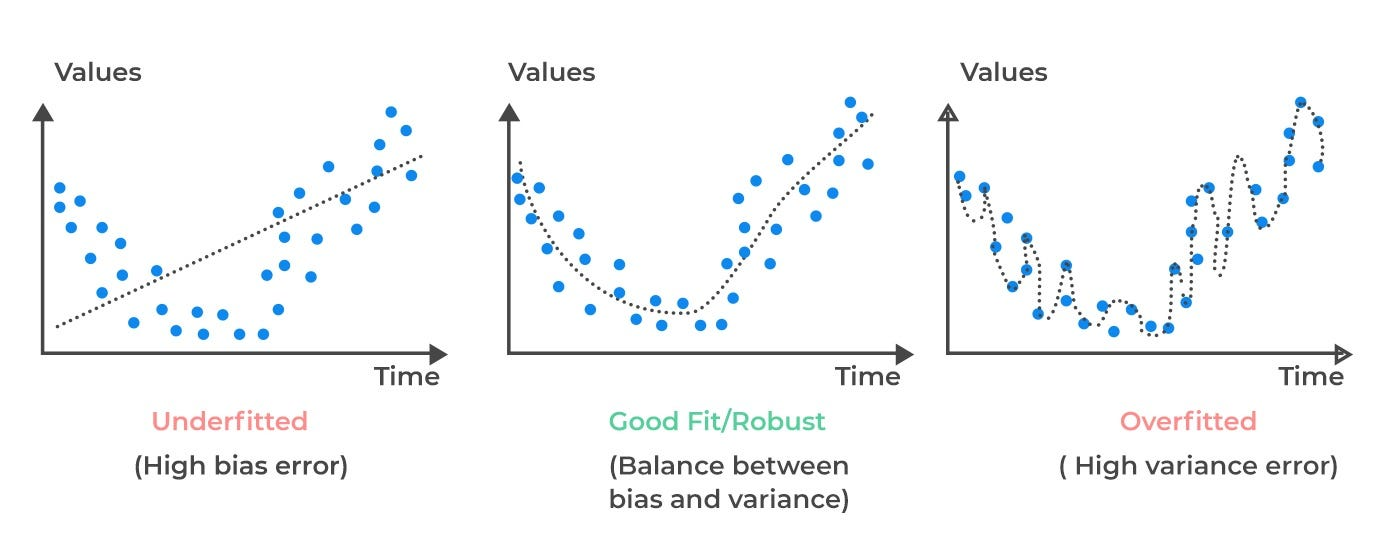 Values
Time
Underfitted
(High bias error)
Values
Time
Good Fit/Robust
(Balance between
bias and variance)
Values
Time
Overfitted
( High variance error)